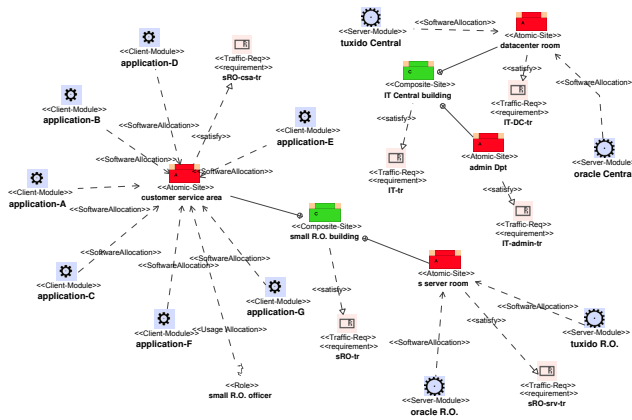 <<Server-Module>>
tuxido Central
<<SoftwareAllocation>>
<<Atomic-Site>>
datacenter room
<<Client-Module>>
application-D
<<Traffic-Req>>
<<requirement>>
sRO-csa-tr
<<satisfy>>
<<Composite-Site>>
IT Central building
<<SoftwareAllocation>>
<<Traffic-Req>>
<<requirement>>
IT-DC-tr
<<Client-Module>>
application-B
<<SoftwareAllocation>>
<<satisfy>>
<<Client-Module>>
application-E
<<satisfy>>
<<SoftwareAllocation>>
<<SoftwareAllocation>>
<<Atomic-Site>>
admin Dpt
<<Server-Module>>
oracle Central
<<Client-Module>>
application-A
<<SoftwareAllocation>>
<<Atomic-Site>>
customer service area
<<Traffic-Req>>
<<requirement>>
IT-tr
<<satisfy>>
<<Composite-Site>>
small R.O. building
<<Traffic-Req>>
<<requirement>>
IT-admin-tr
<<SoftwareAllocation>>
<<SoftwareAllocation>>
<<SoftwareAllocation>>
<<Client-Module>>
application-C
<<Client-Module>>
application-G
<<satisfy>>
<<Atomic-Site>>
s server room
<<SoftwareAllocation>>
<<Client-Module>>
application-F
<<Usage Allocation>>
<<Traffic-Req>>
<<requirement>>
sRO-tr
<<SoftwareAllocation>>
<<satisfy>>
<<Server-Module>>
tuxido R.O.
<<Role>>
small R.O. officer
<<Server-Module>>
oracle R.O.
<<Traffic-Req>>
<<requirement>>
sRO-srv-tr